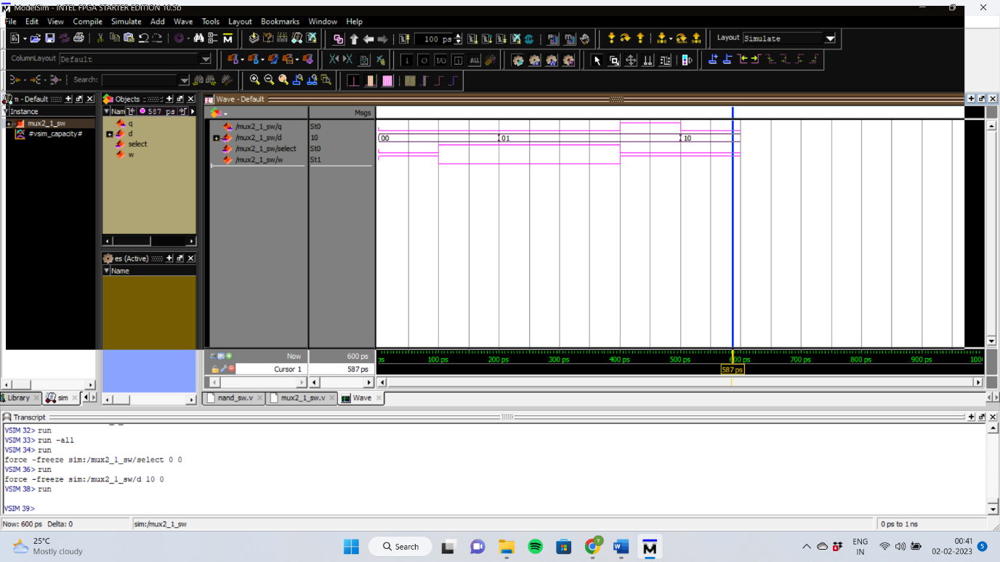 ModelSim - INTEL FPGA STARTER EDITION 10.5b
File Edit View Compile Simulate Add Wave Tools Layout Bookmarks Window Help
100 ps
Layout Simulate
ColumnLayout Default
ALL
Search:
n - Default
Objects
Wave - Default
Instance
Nam
587 ps
Msgs
mux2_1_sw
#vsim_capacity#
q
d
select
w
/mux2_1_sw/q St0
/mux2_1_sw/d 10 00 01 10
/mux2_1_sw/select St0
/mux2_1_sw/w St1
es (Active)
Name
Now 600 ps
ps 100 ps 200 ps 300 ps 400 ps 500 ps 600 ps 700 ps 800 ps 900 ps 1000
Cursor 1 587 ps 587 ps
Library sim nand_sw.v mux2_1_sw.v Wave
Transcript
VSIM 32> run
VSIM 33> run -all
VSIM 34> run
force -freeze sim:/mux2_1_sw/select 0 0
VSIM 36> run
force -freeze sim:/mux2_1_sw/d 10 0
VSIM 38> run
VSIM 39>
Now: 600 ps Delta: 0 sim:/mux2_1_sw 0 ps to 1 ns
25°C
Mostly cloudy
Search
ENG
IN
00:41
02-02-2023
5